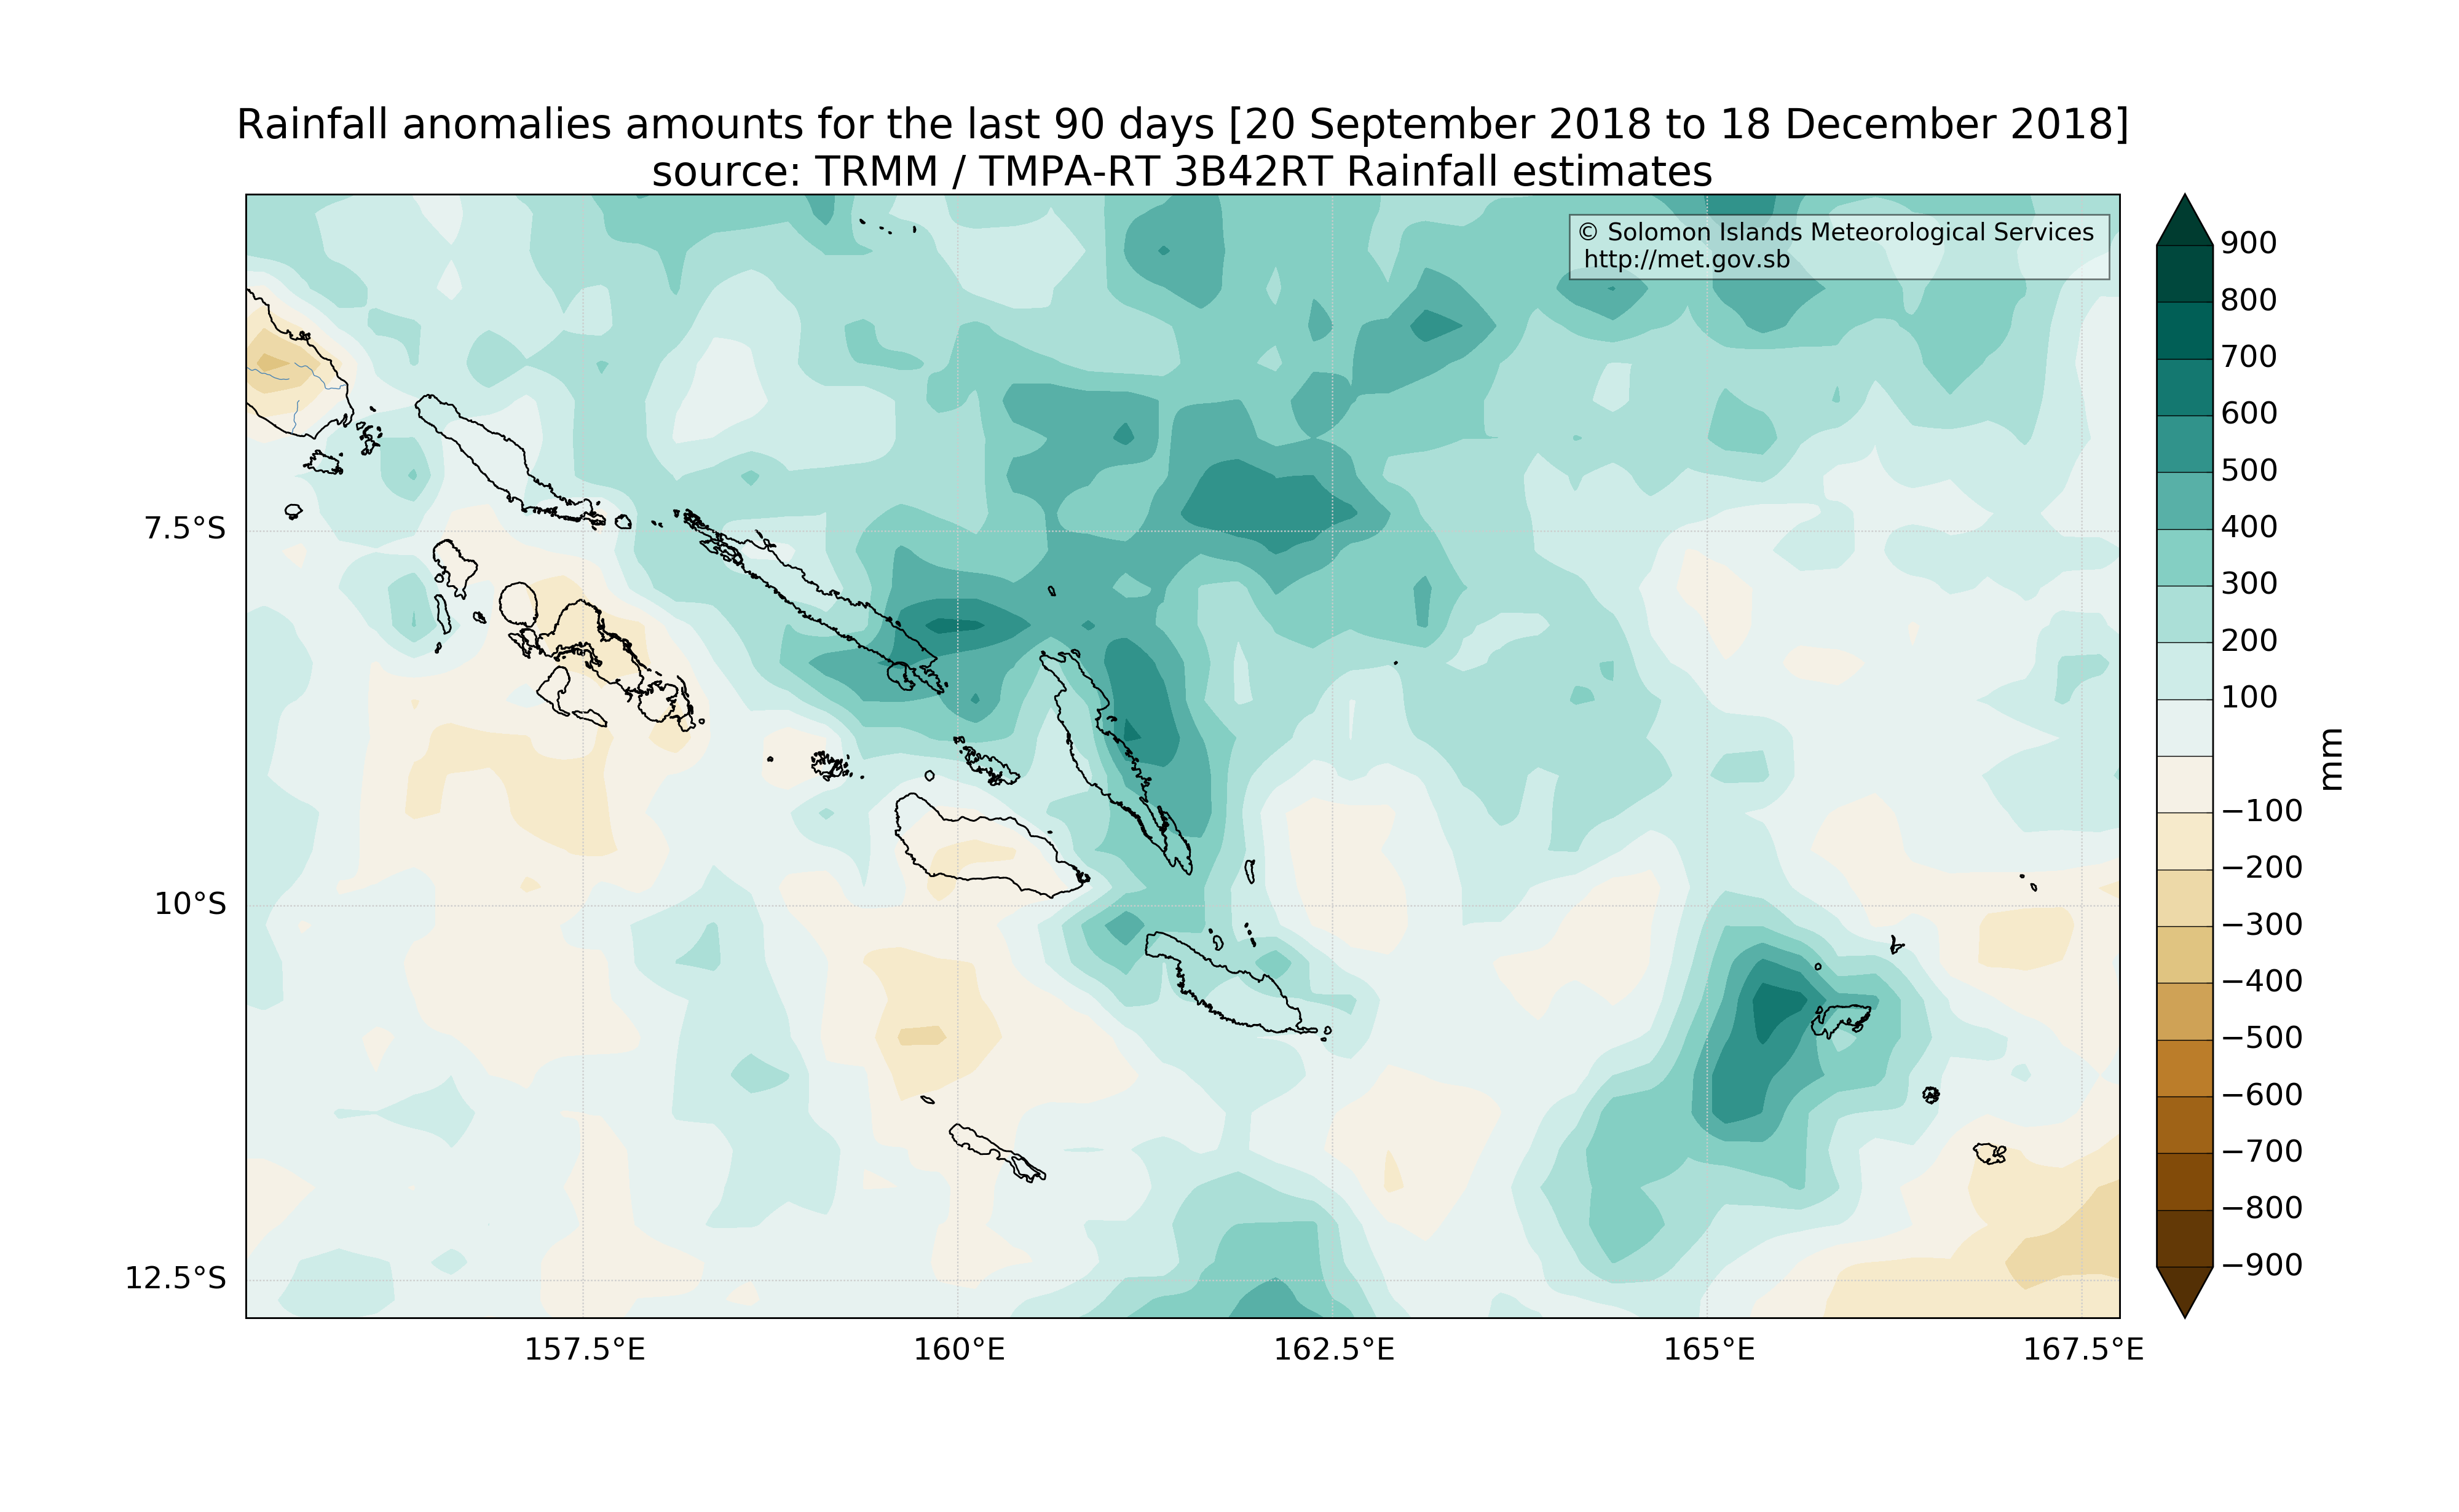 Rainfall anomalies amounts for the last 90 days [20 September 2018 to 18 December 2018]
source: TRMM / TMPA-RT 3B42RT Rainfall estimates
© Solomon Islands Meteorological Services
http://met.gov.sb
7.5°S
10°S
12.5°S
157.5°E
160°E
162.5°E
165°E
167.5°E
900
800
700
600
500
400
300
200
100
−100
−200
−300
−400
−500
−600
−700
−800
−900
mm